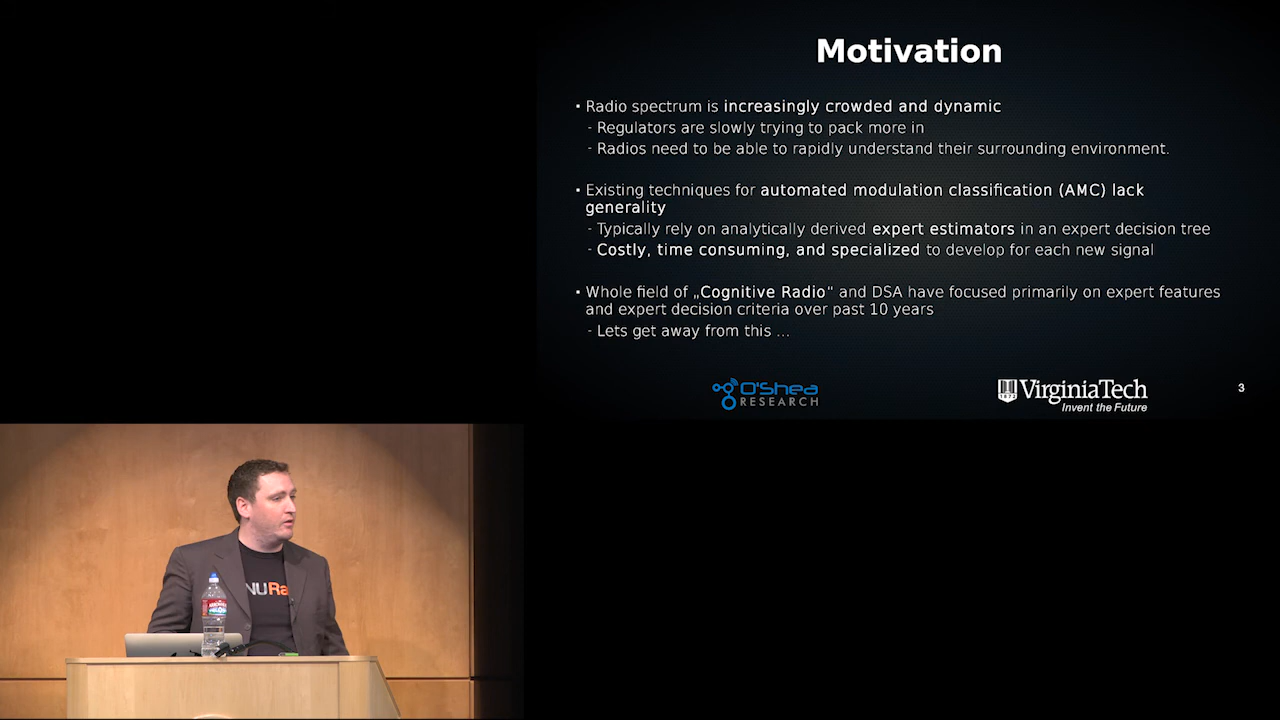 Motivation
▪ Radio spectrum is increasingly crowded and dynamic
- Regulators are slowly trying to pack more in
- Radios need to be able to rapidly understand their surrounding environment.
▪ Existing techniques for automated modulation classification (AMC) lack
generality
- Typically rely on analytically derived expert estimators in an expert decision tree
- Costly, time consuming, and specialized to develop for each new signal
▪ Whole field of „Cognitive Radio“ and DSA have focused primarily on expert features
and expert decision criteria over past 10 years
- Lets get away from this ...
O'Shea
RESEARCH
1872
VirginiaTech
Invent the Future
3
NURa